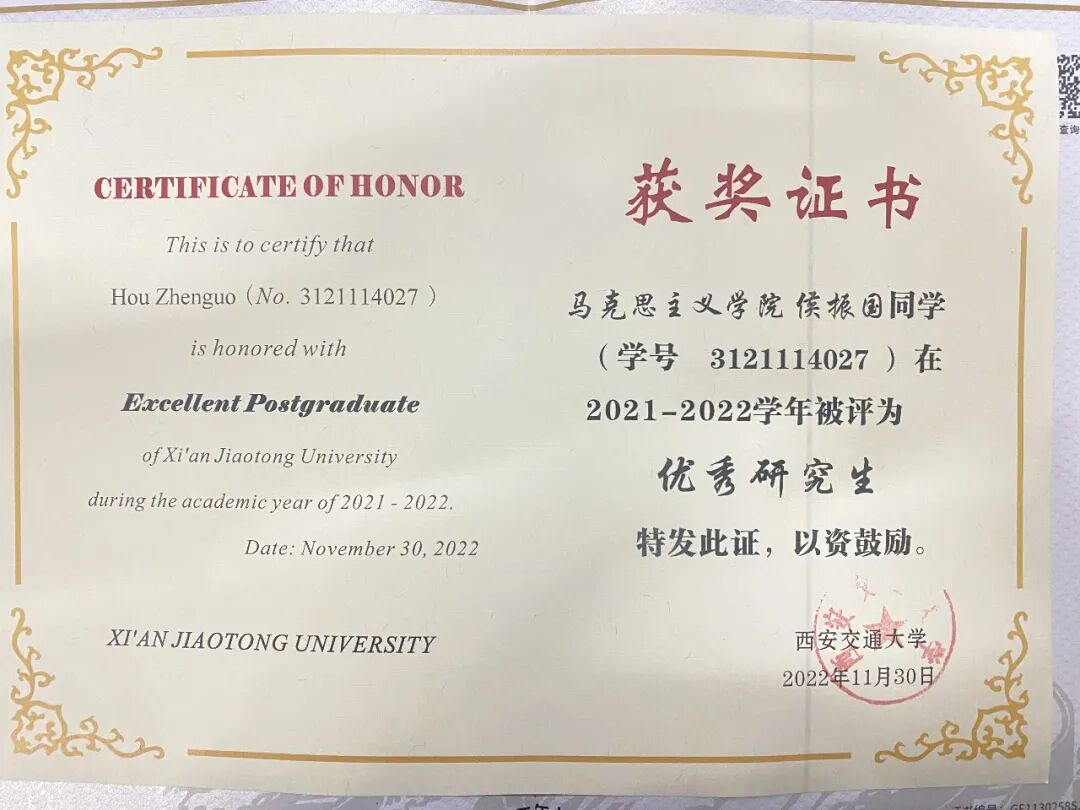 CERTIFICATE OF HONOR
This is to certify that
Hou Zhenguo (No. 3121114027 )
is honored with
Excellent Postgraduate
of Xi'an Jiaotong University
during the academic year of 2021 - 2022.
Date: November 30, 2022
XI'AN JIAOTONG UNIVERSITY
获奖证书
马克思主义学院侯振国同学
（学号 3121114027 ）在
2021-2022学年被评为
优秀研究生
特发此证，以资鼓励。
西安交通大学
2022年11月30日
查询